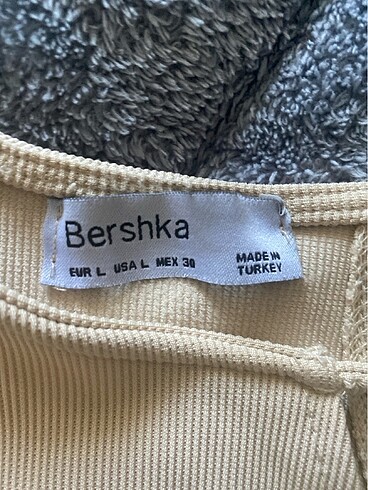 Bershka
EUR L USA L MEX 30
MADE IN
TURKEY